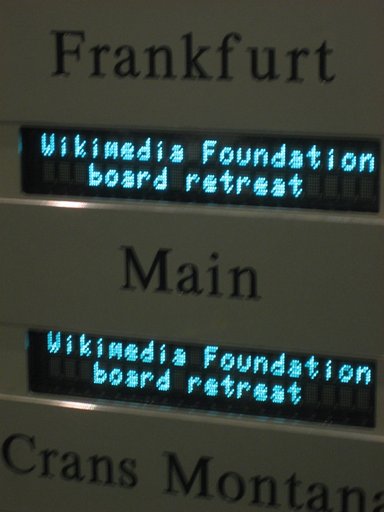 Frankfurt
Wikimedia Foundation
board retreat
Main
Wikimedia Foundation
board retreat
Crans Montana